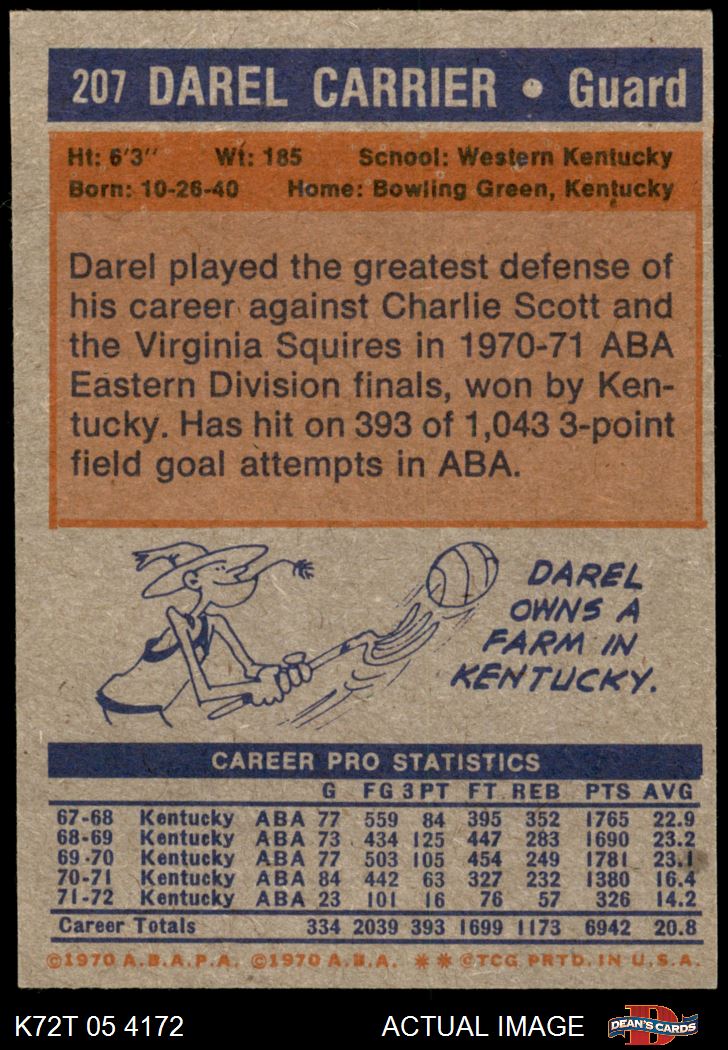 207 DAREL CARRIER • Guard
Ht: 6'3" Wt: 185 School: Western Kentucky
Born: 10-26-40 Home: Bowling Green, Kentucky
Darel played the greatest defense of
his career against Charlie Scott and
the Virginia Squires in 1970-71 ABA
Eastern Division finals, won by Ken-
tucky. Has hit on 393 of 1,043 3-point
field goal attempts in ABA.
DAREL
OWNS A
FARM IN
KENTUCKY.
CAREER PRO STATISTICS
G FG 3 PT FT REB PTS AVG
67-68 Kentucky ABA 77 559 84 395 352 1765 22.9
68-69 Kentucky ABA 73 434 125 447 283 1690 23.2
69-70 Kentucky ABA 77 503 105 454 249 1781 23.1
70-71 Kentucky ABA 84 442 63 327 232 1380 16.4
71-72 Kentucky ABA 23 101 16 76 57 326 14.2
Career Totals 334 2039 393 1699 1173 6942 20.8
©1970 A.B.A.P.A. ©1970 A.B.A. ** ©TCG PRTD. IN U.S.A.
K72T 05 4172 ACTUAL IMAGE DEAN'S CARDS